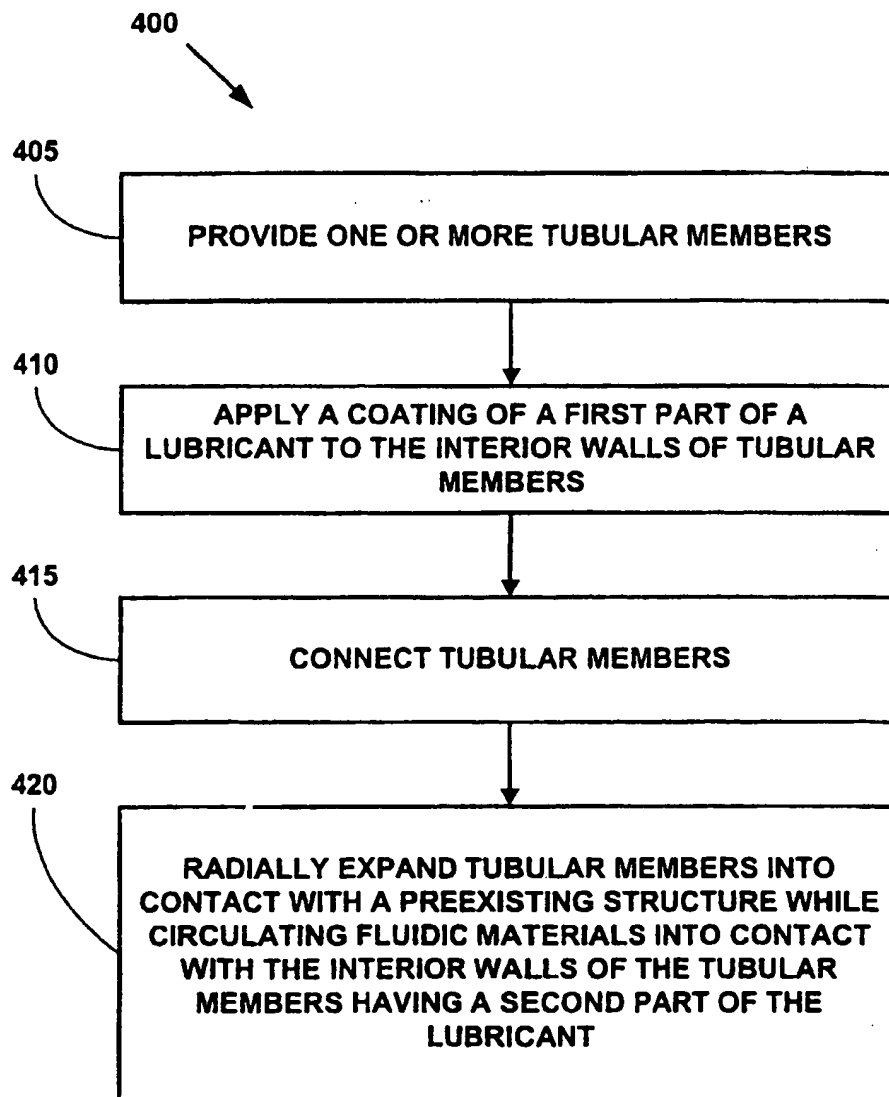 400
405
PROVIDE ONE OR MORE TUBULAR MEMBERS
410
APPLY A COATING OF A FIRST PART OF A
LUBRICANT TO THE INTERIOR WALLS OF TUBULAR
MEMBERS
415
CONNECT TUBULAR MEMBERS
420
RADIALLY EXPAND TUBULAR MEMBERS INTO
CONTACT WITH A PREEXISTING STRUCTURE WHILE
CIRCULATING FLUIDIC MATERIALS INTO CONTACT
WITH THE INTERIOR WALLS OF THE TUBULAR
MEMBERS HAVING A SECOND PART OF THE
LUBRICANT